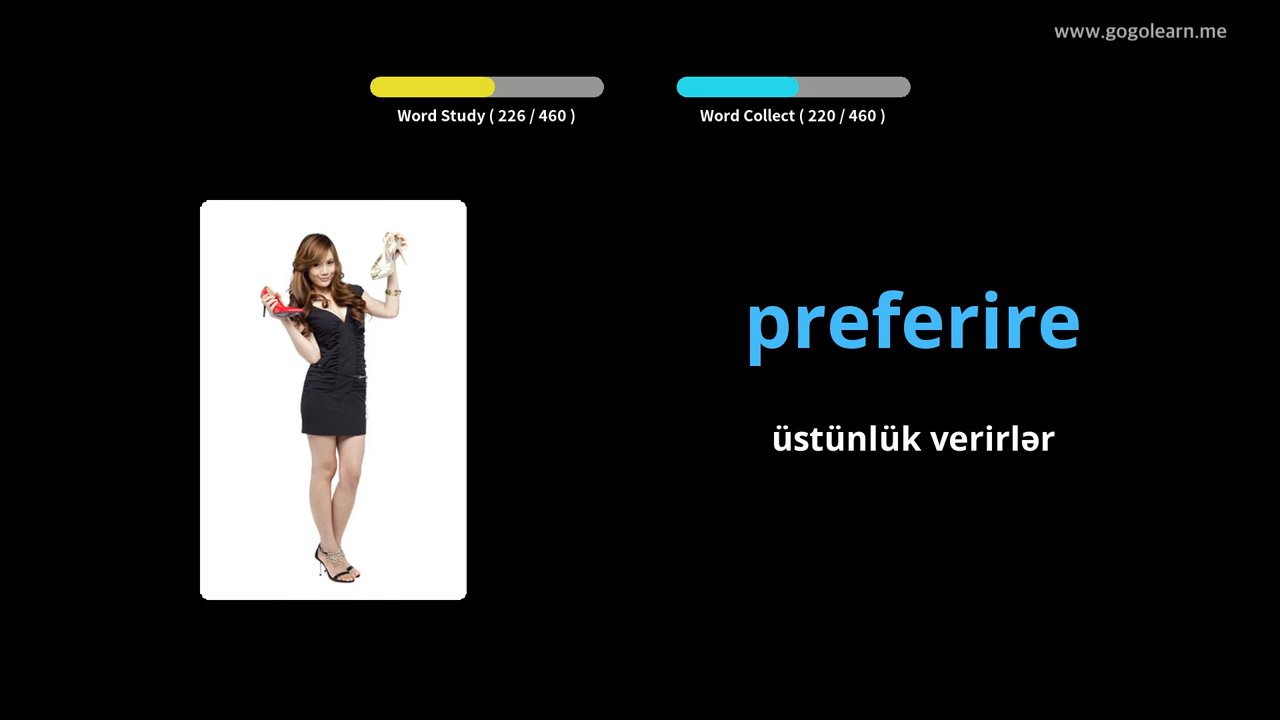 www.gogolearn.me
Word Study ( 226 / 460 )
Word Collect ( 220 / 460 )
preferire
üstünlük verirlər